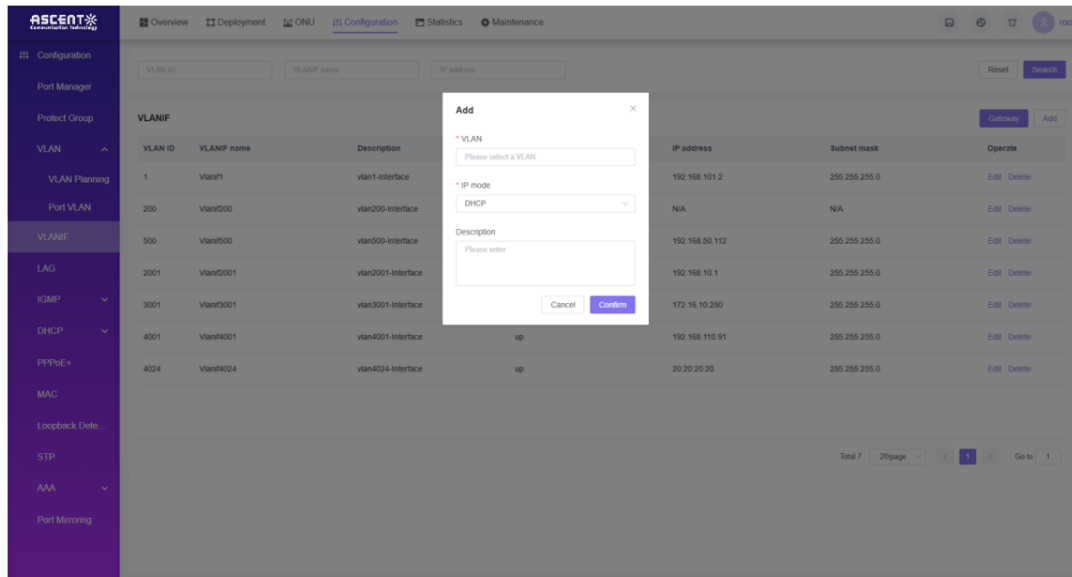 ASCENT
Communication Technology
Overview Deployment ONU Configuration Statistics Maintenance
roo
Configuration
Port Manager
Protect Group
VLAN
VLAN Planning
Port VLAN
VLANIF
LAG
IGMP
DHCP
PPPoE+
MAC
Loopback Dete...
STP
AAA
Port Mirroring
VLAN ID VLANIF name IP address Reset Search
VLANIF Gateway Add
VLAN ID VLANIF name Description IP address Subnet mask Operate
1 Vlanif1 vlan1-interface 192.168.101.2 255.255.255.0 Edit Delete
200 Vlanif200 vlan200-interface N/A N/A Edit Delete
500 Vlanif500 vlan500-interface 192.168.50.112 255.255.255.0 Edit Delete
2001 Vlanif2001 vlan2001-interface 192.168.10.1 255.255.255.0 Edit Delete
3001 Vlanif3001 vlan3001-interface 172.16.10.250 255.255.255.0 Edit Delete
4001 Vlanif4001 vlan4001-interface up 192.168.110.91 255.255.255.0 Edit Delete
4024 Vlanif4024 vlan4024-interface up 20.20.20.20 255.255.255.0 Edit Delete
Total 7 20/page 1 Go to 1
Add
* VLAN
Please select a VLAN
* IP mode
DHCP
Description
Please enter
Cancel Confirm